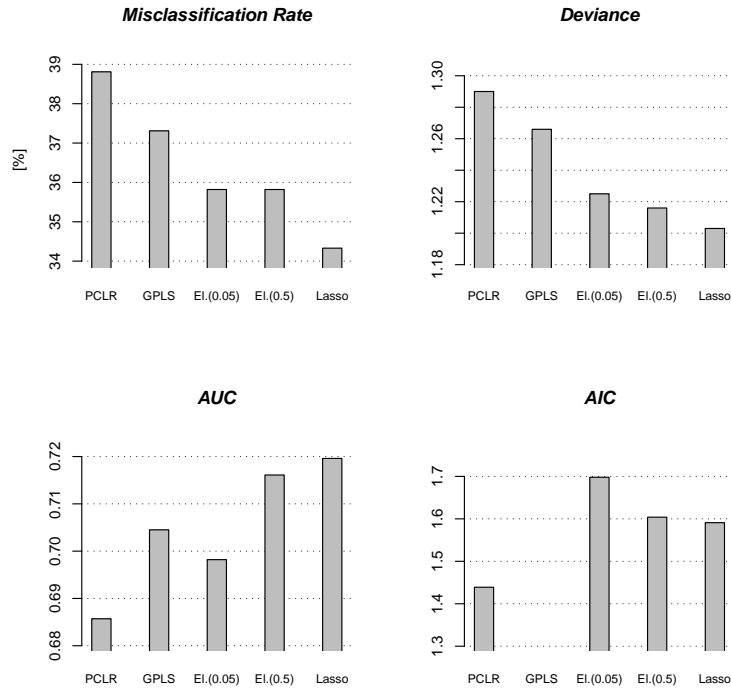 Misclassification Rate
[%]
39
38
37
36
35
34
PCLR GPLS El.(0.05) El.(0.5) Lasso
Deviance
1.30
1.26
1.22
1.18
PCLR GPLS El.(0.05) El.(0.5) Lasso
AUC
0.72
0.71
0.70
0.69
0.68
PCLR GPLS El.(0.05) El.(0.5) Lasso
AIC
1.7
1.6
1.5
1.4
1.3
PCLR GPLS El.(0.05) El.(0.5) Lasso